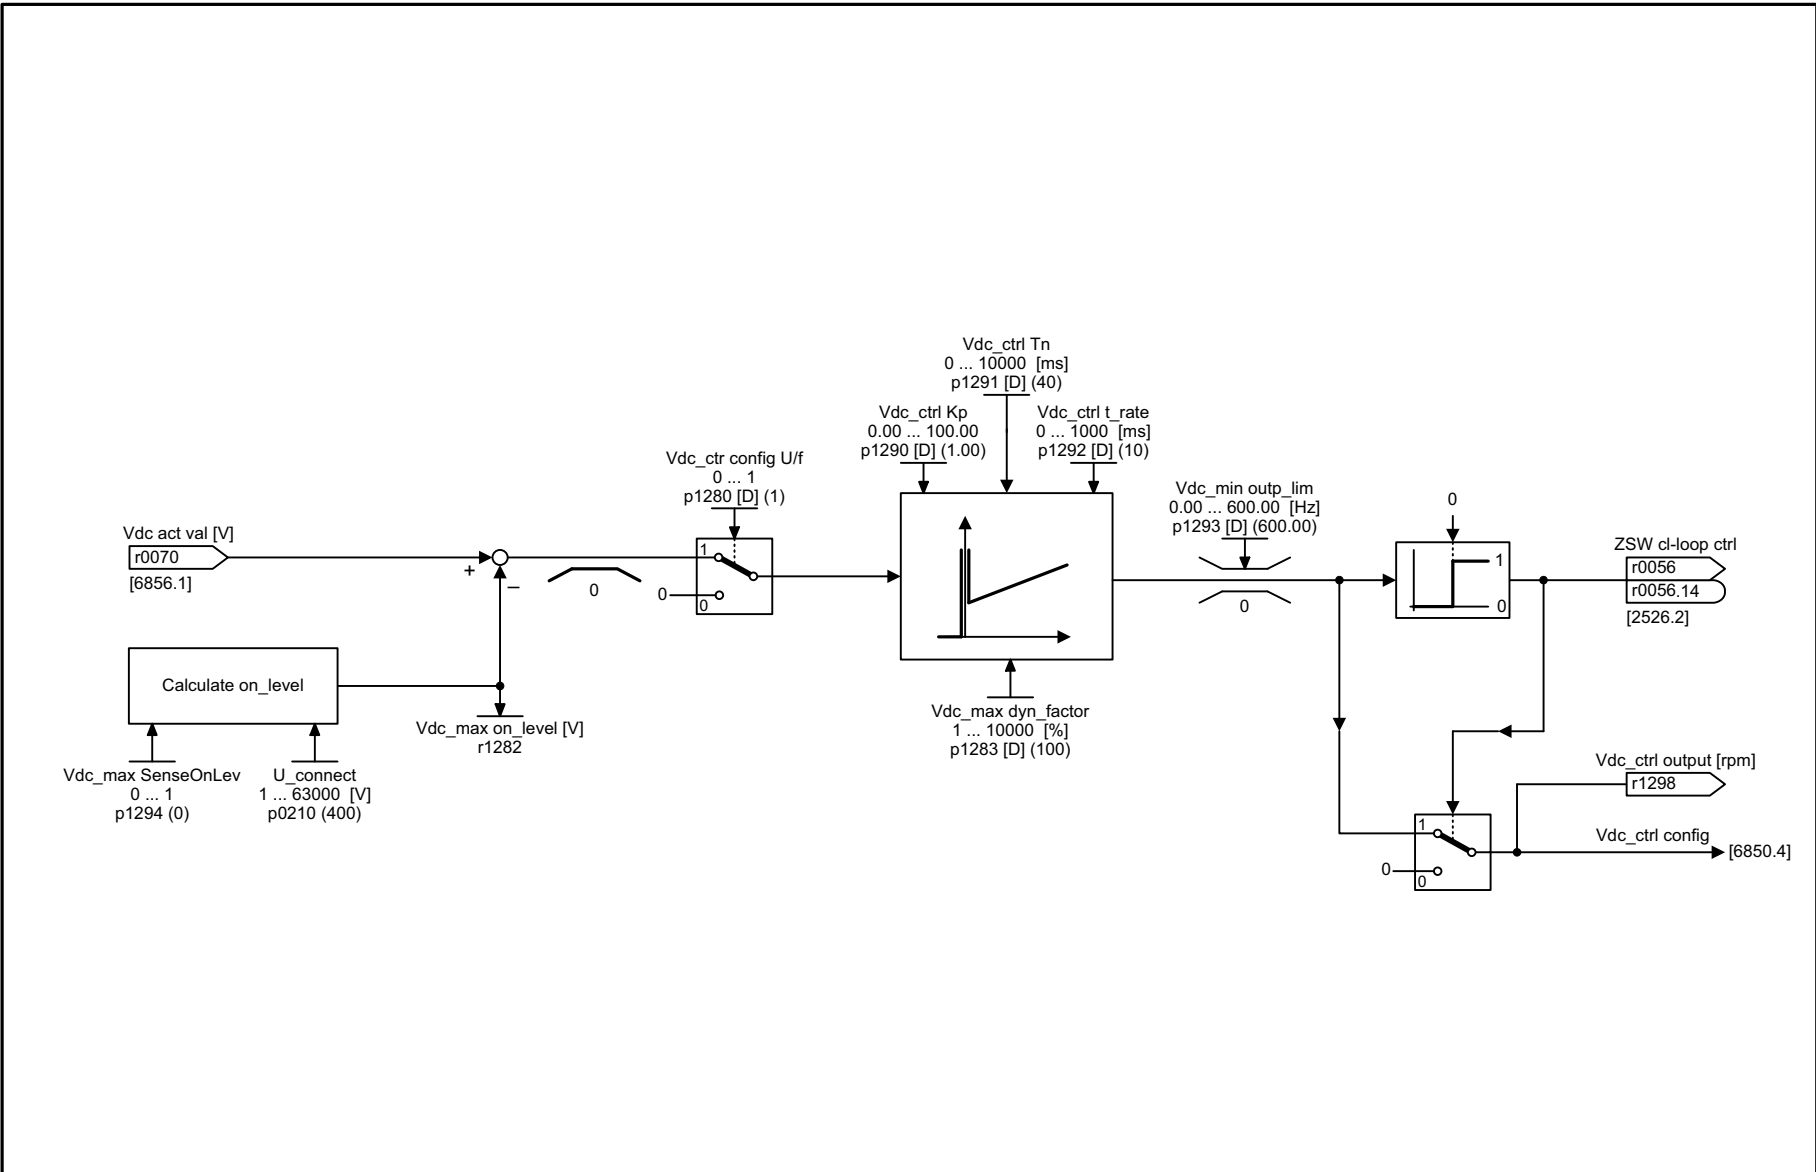 Vdc_ctrl Tn
0 ... 10000 [ms]
p1291 [D] (40)
Vdc_ctrl Kp
0.00 ... 100.00
p1290 [D] (1.00)
Vdc_ctrl t_rate
0 ... 1000 [ms]
p1292 [D] (10)
Vdc_ctr config U/f
0 ... 1
p1280 [D] (1)
Vdc_min outp_lim
0.00 ... 600.00 [Hz]
p1293 [D] (600.00)
0
Vdc act val [V]
r0070
[6856.1]
+
–
0
1
0
0
0
1
0
ZSW cl-loop ctrl
r0056
r0056.14
[2526.2]
Calculate on_level
Vdc_max on_level [V]
r1282
Vdc_max SenseOnLev
0 ... 1
p1294 (0)
U_connect
1 ... 63000 [V]
p0210 (400)
Vdc_max dyn_factor
1 ... 10000 [%]
p1283 [D] (100)
Vdc_ctrl output [rpm]
r1298
1
0
0
Vdc_ctrl config
[6850.4]